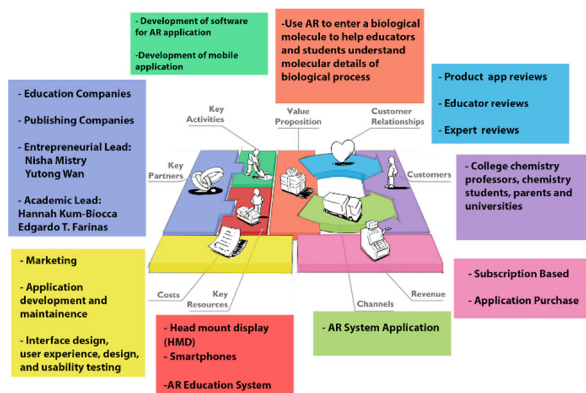 - Development of software
for AR application
-Development of mobile
application
-Use AR to enter a biological
molecule to help educators
and students understand
molecular details of
biological process
- Product app reviews
- Educator reviews
- Expert reviews
- Education Companies
- Publishing Companies
- Entrepreneurial Lead:
Nisha Mistry
Yutong Wan
- Academic Lead:
Hannah Kum-Biocca
Edgardo T. Farinas
Key
Activities
Value
Proposition
Customer
Relationships
Key
Partners
Customers
- College chemistry
professors, chemistry
students, parents and
universities
- Marketing
- Application
development and
maintainence
- Interface design,
user experience, design,
and usability testing
Costs
Key
Resources
Channels
Revenue
- Subscription Based
- Application Purchase
- Head mount display
(HMD)
- Smartphones
-AR Education System
- AR System Application